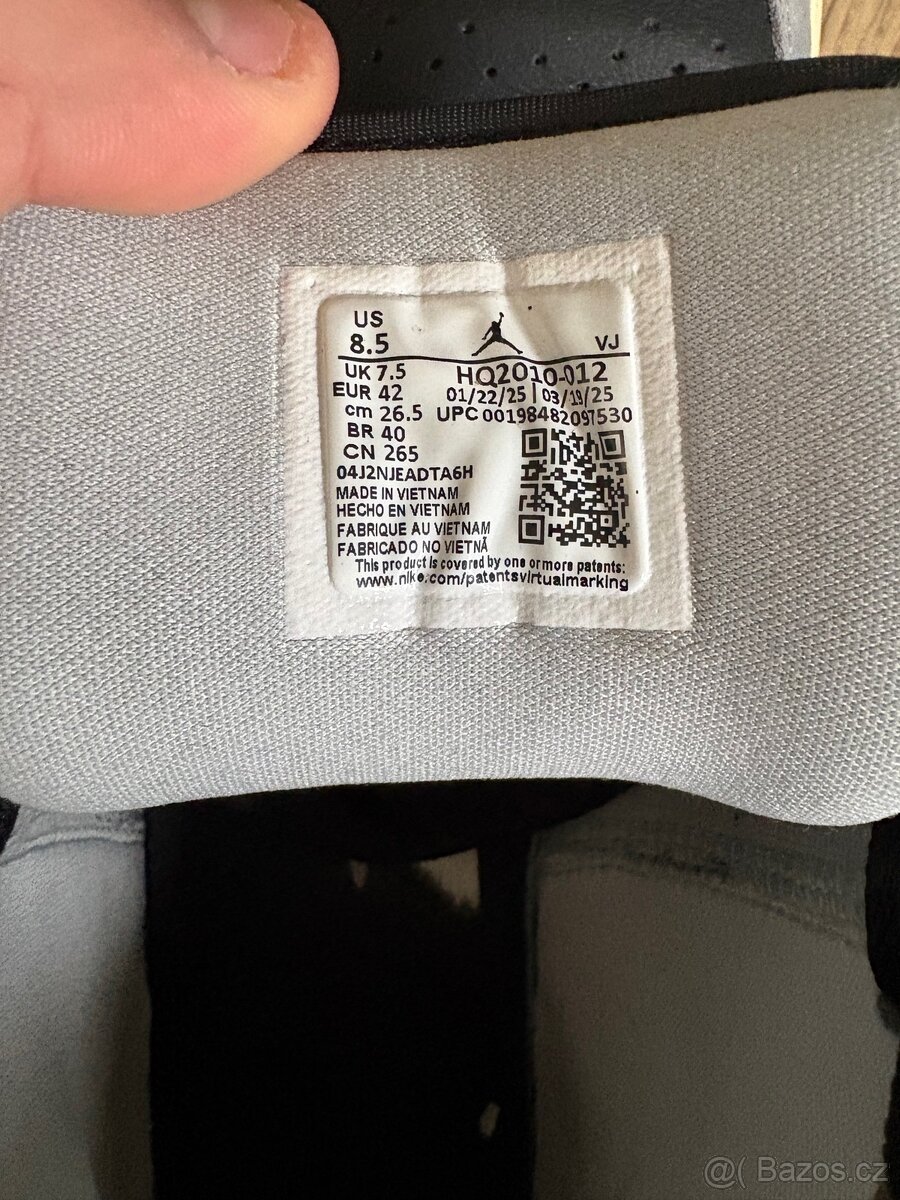 US
8.5
VJ
UK 7.5
HQ2010-012
EUR 42
01/22/25 | 03/19/25
cm 26.5
UPC 00198482097530
BR 40
CN 265
04J2NJEADTA6H
MADE IN VIETNAM
HECHO EN VIETNAM
FABRIQUE AU VIETNAM
FABRICADO NO VIETNÃ
This product is covered by one or more patents:
www.nike.com/patentsvirtualmarking
@( Bazos.cz